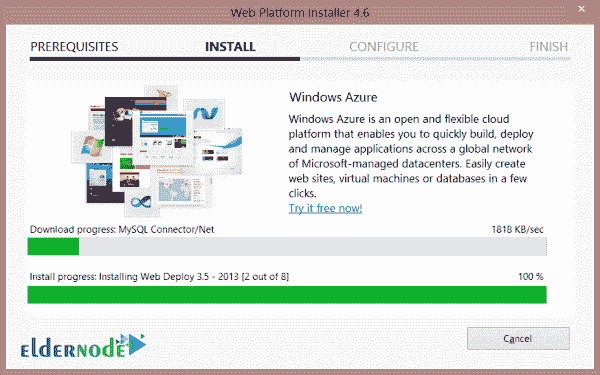 Web Platform Installer 4.6
PREREQUISITES INSTALL CONFIGURE FINISH
Windows Azure
Windows Azure is an open and flexible cloud
platform that enables you to quickly build, deploy
and manage applications across a global network
of Microsoft-managed datacenters. Easily create
web sites, virtual machines or databases in a few
clicks.
Try it free now!
Download progress: MySQL Connector/Net 1818 KB/sec
Install progress: Installing Web Deploy 3.5 - 2013 [2 out of 8] 100 %
eLDERNODE
Cancel